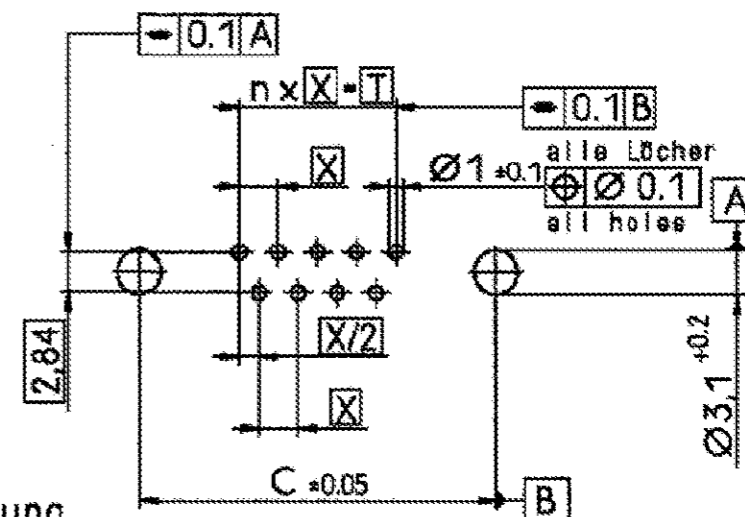 0.1 A
n x X - T
0.1 B
alle Löcher
X
Ø1 ±0.1
⌖ Ø 0.1
all holes
A
X/2
2,84
X
Ø3,1 +0.2
C ±0.05
B